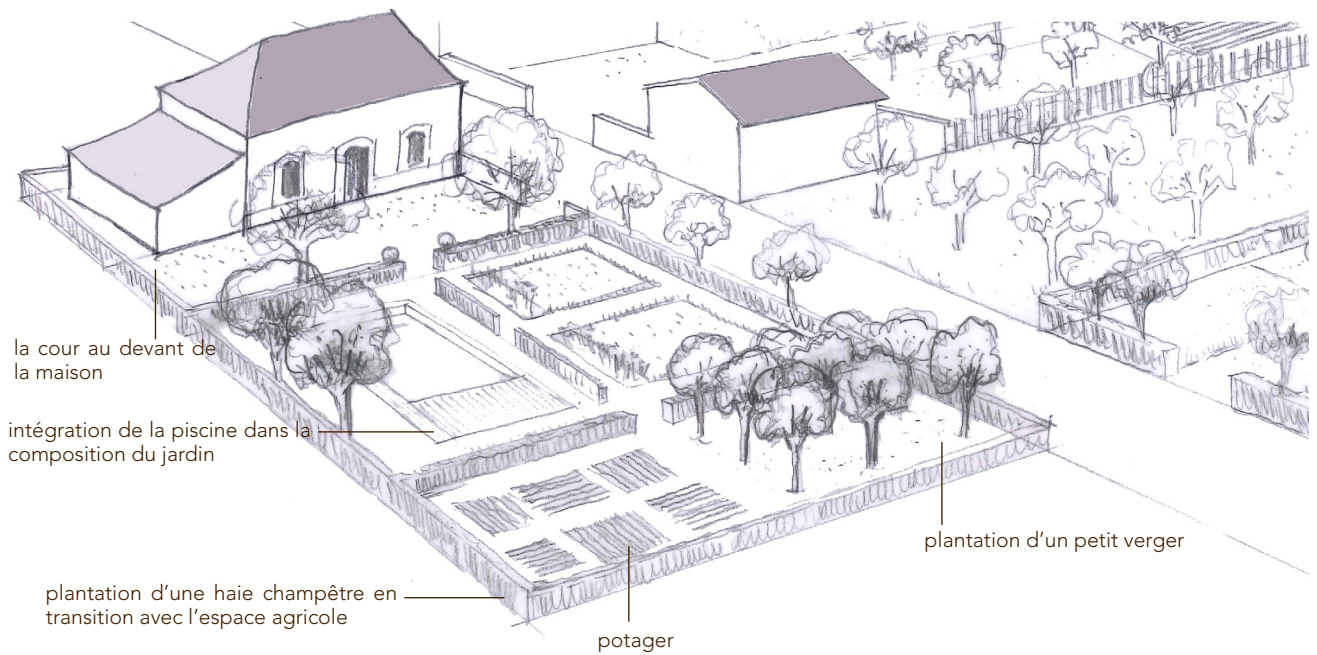 la cour au devant de
la maison
intégration de la piscine dans la
composition du jardin
plantation d'un petit verger
plantation d'une haie champêtre en
transition avec l'espace agricole
potager